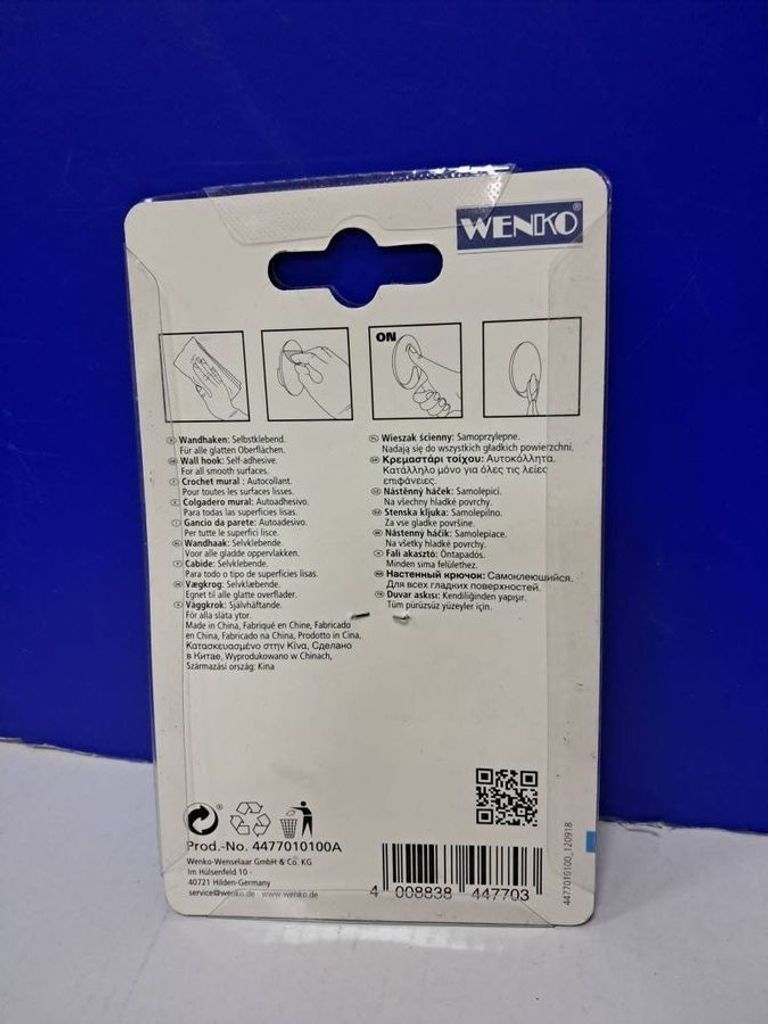 WENKO®
ON
Wandhaken: Selbstklebend.
Für alle glatten Oberflächen.
Wall hook: Self-adhesive.
For all smooth surfaces.
Crochet mural : Autocollant.
Pour toutes les surfaces lisses.
Colgadero mural: Autoadhesivo.
Para todas las superficies lisas.
Gancio da parete: Autoadesivo.
Per tutte le superfici lisce.
Wandhaak: Selvklebende.
Voor alle gladde oppervlakken.
Cabide: Selvklebende.
Para todo o tipo de superfícies lisas.
Vægkrog: Selvklæbende.
Egnet til alle glatte overflader.
Väggkrok: Självhäftande.
För alla släta ytor.
Made in China, Fabriqué en Chine, Fabricado
en China, Fabricado na China, Prodotto in Cina,
Κατασκευασμένο στην Κίνα, Сделано
в Китае, Wyprodukowano w Chinach,
Származási ország: Kina
Wieszak ścienny: Samoprzylepne.
Nadają się do wszystkich gładkich powierzchni.
Κρεμαστάρι τοίχου: Αυτοκόλλητα.
Κατάλληλο μόνο για όλες τις λείες
επιφάνειες.
Nástěnný háček: Samolepicí.
Na všechny hladké povrchy.
Stenska kljuka: Samolepilno.
Za vse gladke površine.
Nástenný háčik: Samolepiace.
Na všetky hladké povrchy.
Fali akasztó: Öntapadós.
Minden sima felülethez.
Настенный крючок: Самоклеющийся.
Для всех гладких поверхностей.
Duvar askısı: Kendiliğinden yapışır.
Tüm pürüzsüz yüzeyler için.
Prod.-No. 4477010100A
Wenko-Wenselaar GmbH & Co. KG
Im Hülsenfeld 10 -
40721 Hilden-Germany
service@wenko.de www.wenko.de
4 008838 447703
4477010100_120918